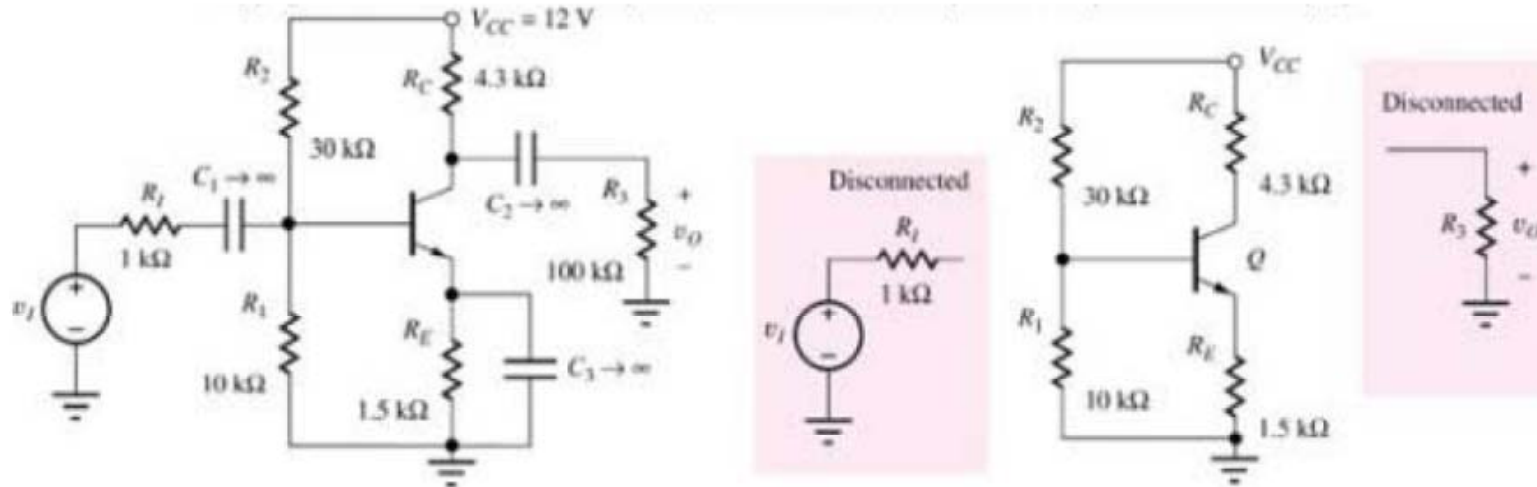 V_CC = 12 V
R_2
R_C
4.3 kΩ
30 kΩ
C_1 → ∞
R_I
1 kΩ
C_2 → ∞
R_3
+
v_O
−
100 kΩ
+
v_I
−
R_1
10 kΩ
R_E
1.5 kΩ
C_3 → ∞
Disconnected
R_I
1 kΩ
+
v_I
−
V_CC
R_2
R_C
30 kΩ
4.3 kΩ
Q
R_1
R_E
10 kΩ
1.5 kΩ
Disconnected
+
R_3
v_O
−